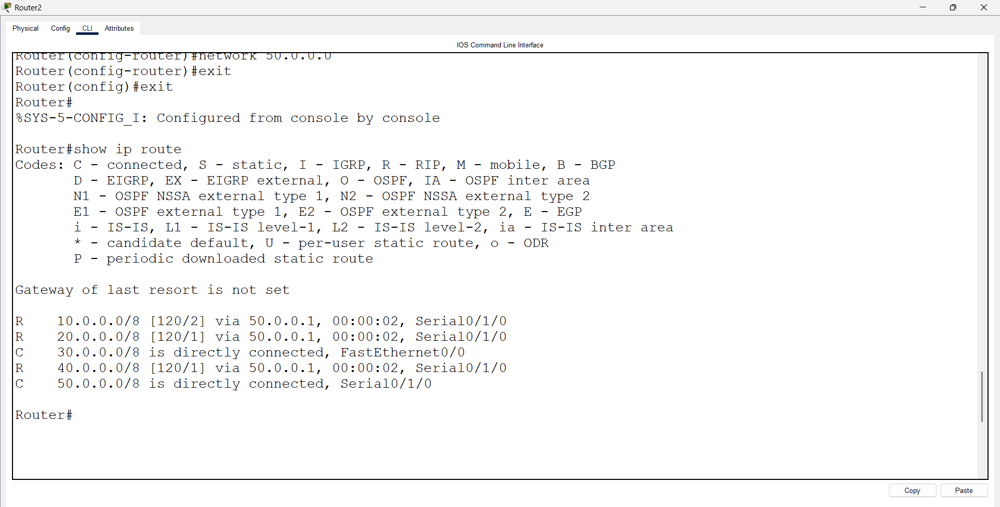 Router2
Physical Config CLI Attributes
IOS Command Line Interface
Router(config-router)#network 50.0.0.0
Router(config-router)#exit
Router(config)#exit
Router#
%SYS-5-CONFIG_I: Configured from console by console
Router#show ip route
Codes: C - connected, S - static, I - IGRP, R - RIP, M - mobile, B - BGP
D - EIGRP, EX - EIGRP external, O - OSPF, IA - OSPF inter area
N1 - OSPF NSSA external type 1, N2 - OSPF NSSA external type 2
E1 - OSPF external type 1, E2 - OSPF external type 2, E - EGP
i - IS-IS, L1 - IS-IS level-1, L2 - IS-IS level-2, ia - IS-IS inter area
* - candidate default, U - per-user static route, o - ODR
P - periodic downloaded static route
Gateway of last resort is not set
R 10.0.0.0/8 [120/2] via 50.0.0.1, 00:00:02, Serial0/1/0
R 20.0.0.0/8 [120/1] via 50.0.0.1, 00:00:02, Serial0/1/0
C 30.0.0.0/8 is directly connected, FastEthernet0/0
R 40.0.0.0/8 [120/1] via 50.0.0.1, 00:00:02, Serial0/1/0
C 50.0.0.0/8 is directly connected, Serial0/1/0
Router#
Copy Paste